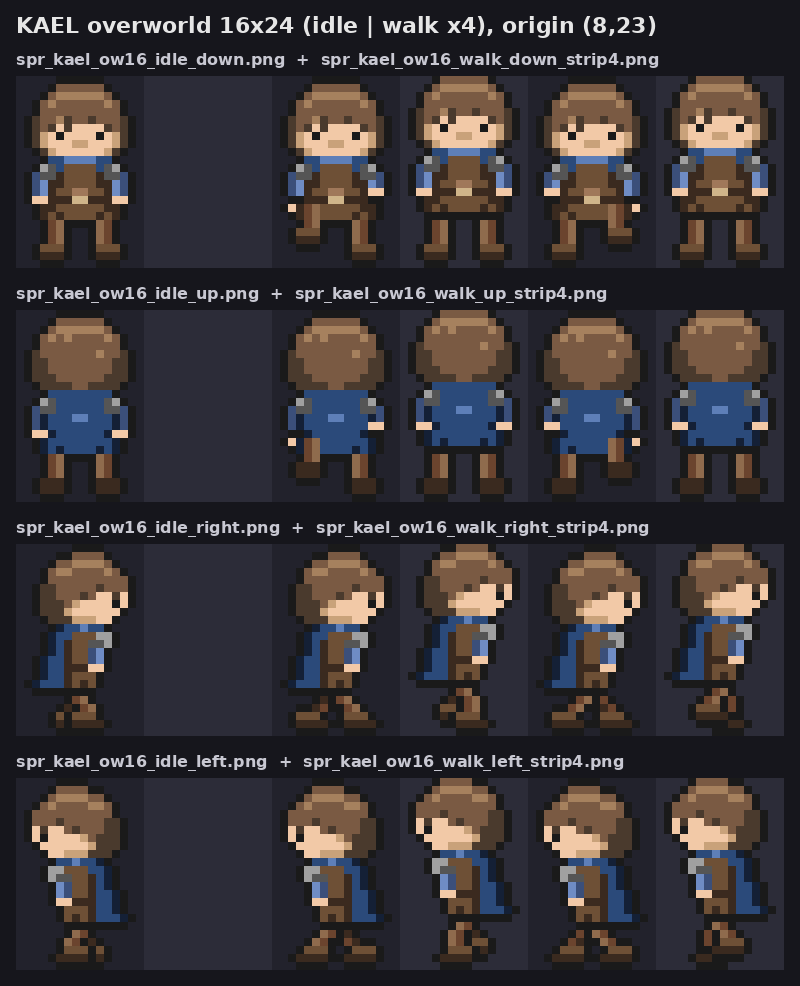 KAEL overworld 16x24 (idle | walk x4), origin (8,23)
spr_kael_ow16_idle_down.png + spr_kael_ow16_walk_down_strip4.png
spr_kael_ow16_idle_up.png + spr_kael_ow16_walk_up_strip4.png
spr_kael_ow16_idle_right.png + spr_kael_ow16_walk_right_strip4.png
spr_kael_ow16_idle_left.png + spr_kael_ow16_walk_left_strip4.png